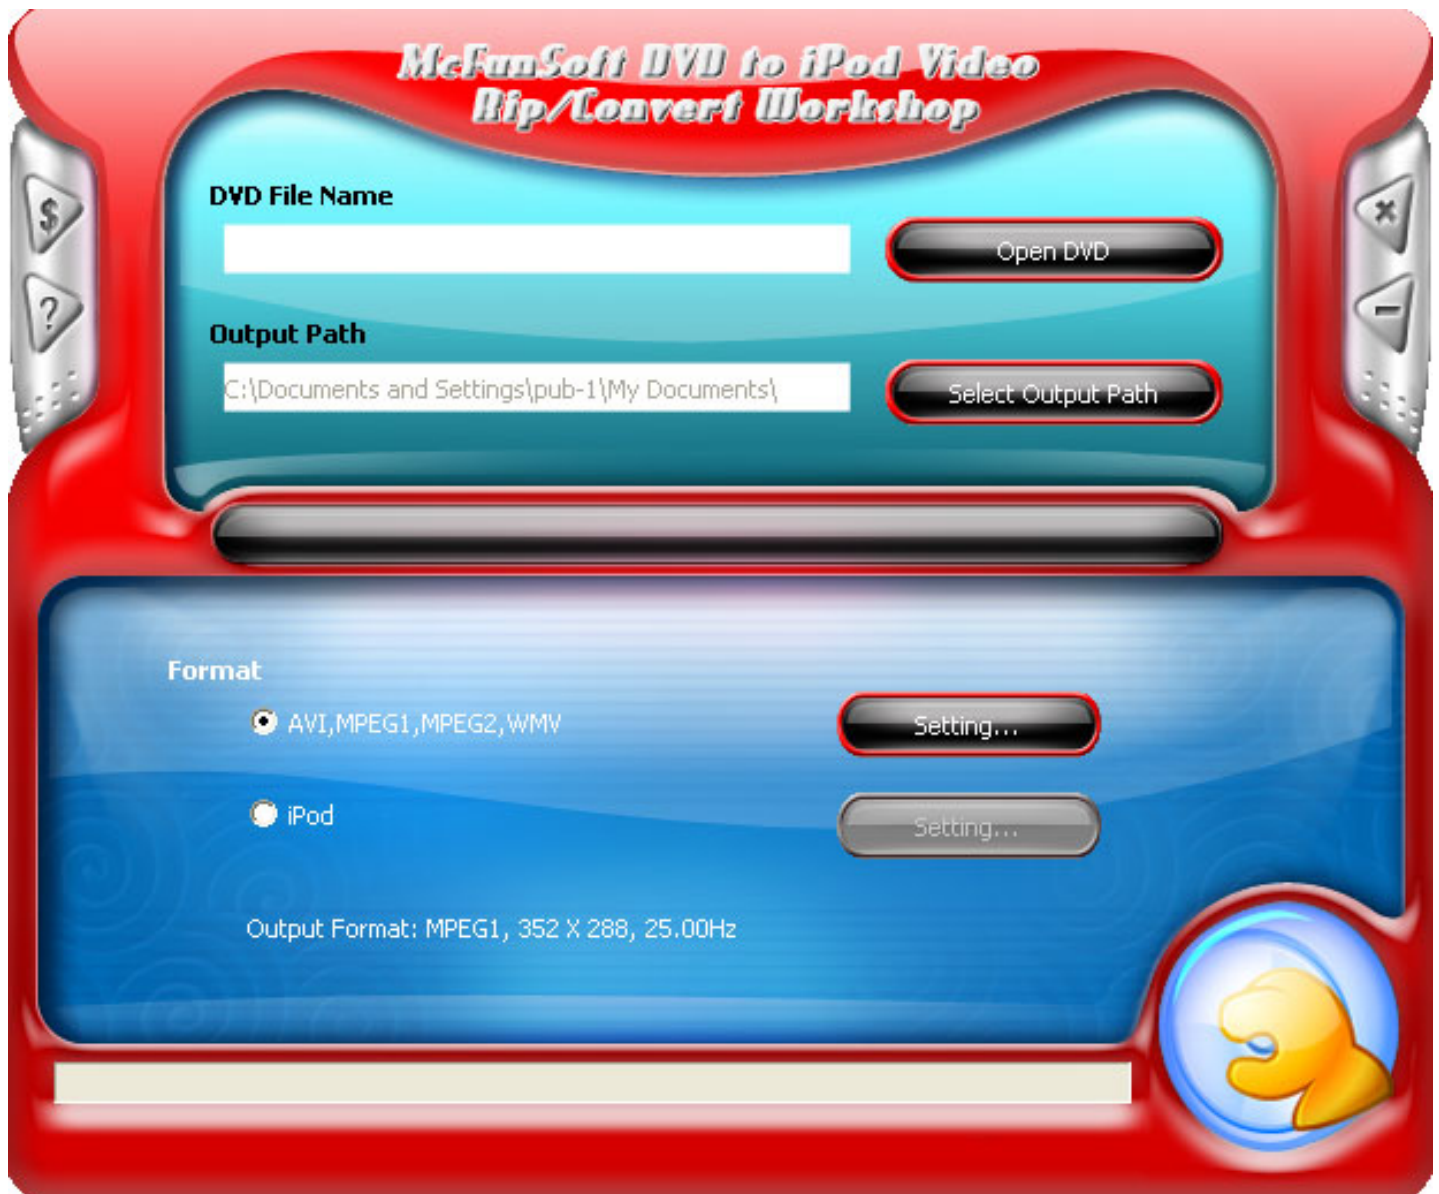 McFunSoft DVD to iPod Video
Rip/Convert Workshop
$
?
DVD File Name
Open DVD
Output Path
C:\Documents and Settings\pub-1\My Documents\
Select Output Path
Format
AVI,MPEG1,MPEG2,WMV
Setting...
iPod
Setting...
Output Format: MPEG1, 352 X 288, 25.00Hz